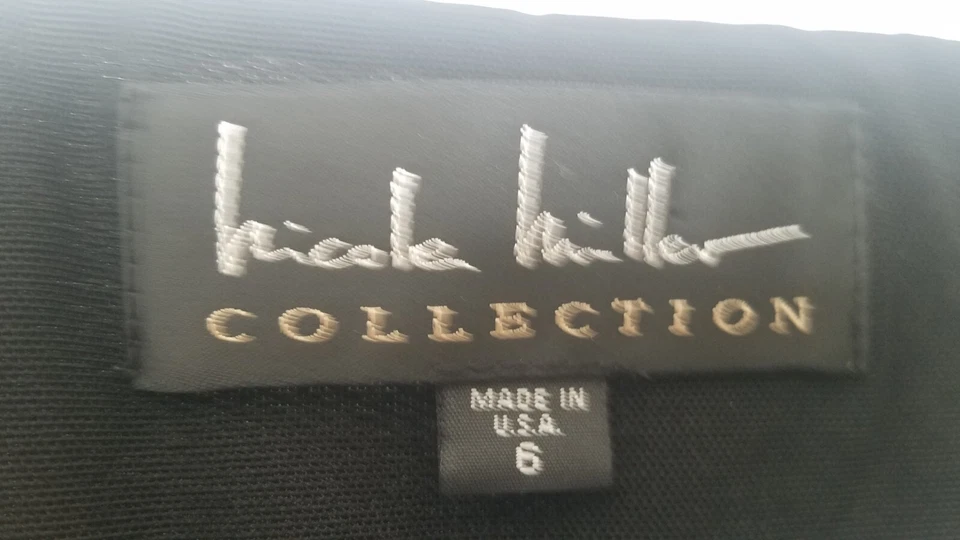 nicole miller
COLLECTION
MADE IN
U.S.A.
6